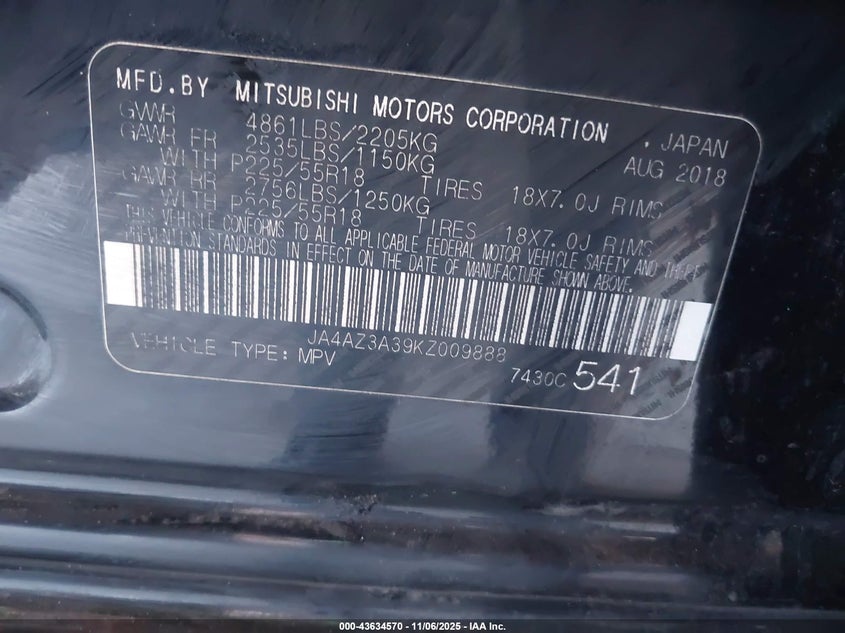 MFD.BY MITSUBISHI MOTORS CORPORATION . JAPAN
GVWR 4861LBS/2205KG AUG 2018
GAWR FR 2535LBS/1150KG
WITH P225/55R18 TIRES 18X7.0J RIMS
GAWR RR 2756LBS/1250KG
WITH P225/55R18 TIRES 18X7.0J RIMS
THIS VEHICLE CONFORMS TO ALL APPLICABLE FEDERAL MOTOR VEHICLE SAFETY AND THEFT
PREVENTION STANDARDS IN EFFECT ON THE DATE OF MANUFACTURE SHOWN ABOVE.
JA4AZ3A39KZ009888
VEHICLE TYPE: MPV 7430C 541
000-43634570 - 11/06/2025 - IAA Inc.